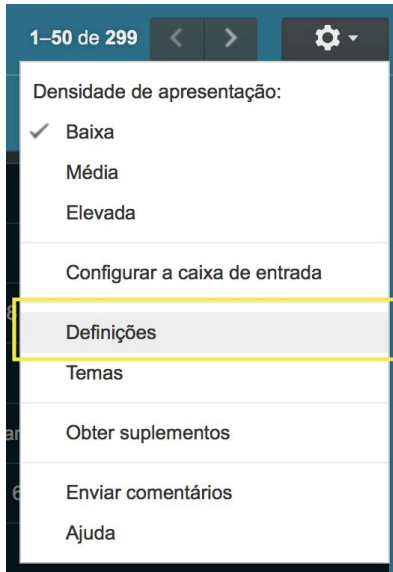 1–50 de 299
Densidade de apresentação:
Baixa
Média
Elevada
Configurar a caixa de entrada
Definições
Temas
Obter suplementos
Enviar comentários
Ajuda